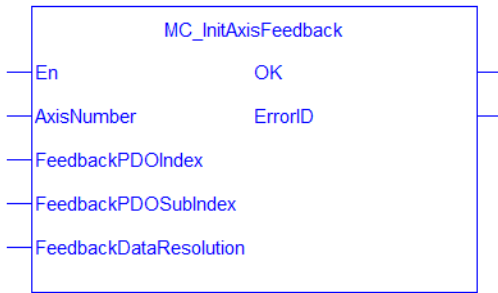 MC_InitAxisFeedback
En OK
AxisNumber ErrorID
FeedbackPDOIndex
FeedbackPDOSubIndex
FeedbackDataResolution